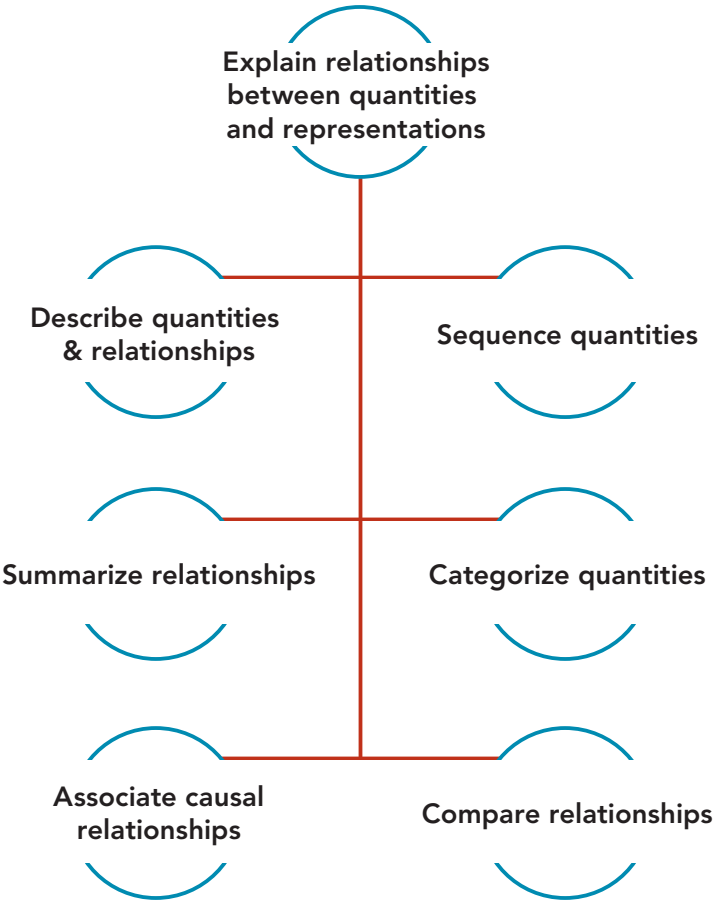 Explain relationships
between quantities
and representations
Describe quantities
& relationships
Sequence quantities
Summarize relationships
Categorize quantities
Associate causal
relationships
Compare relationships